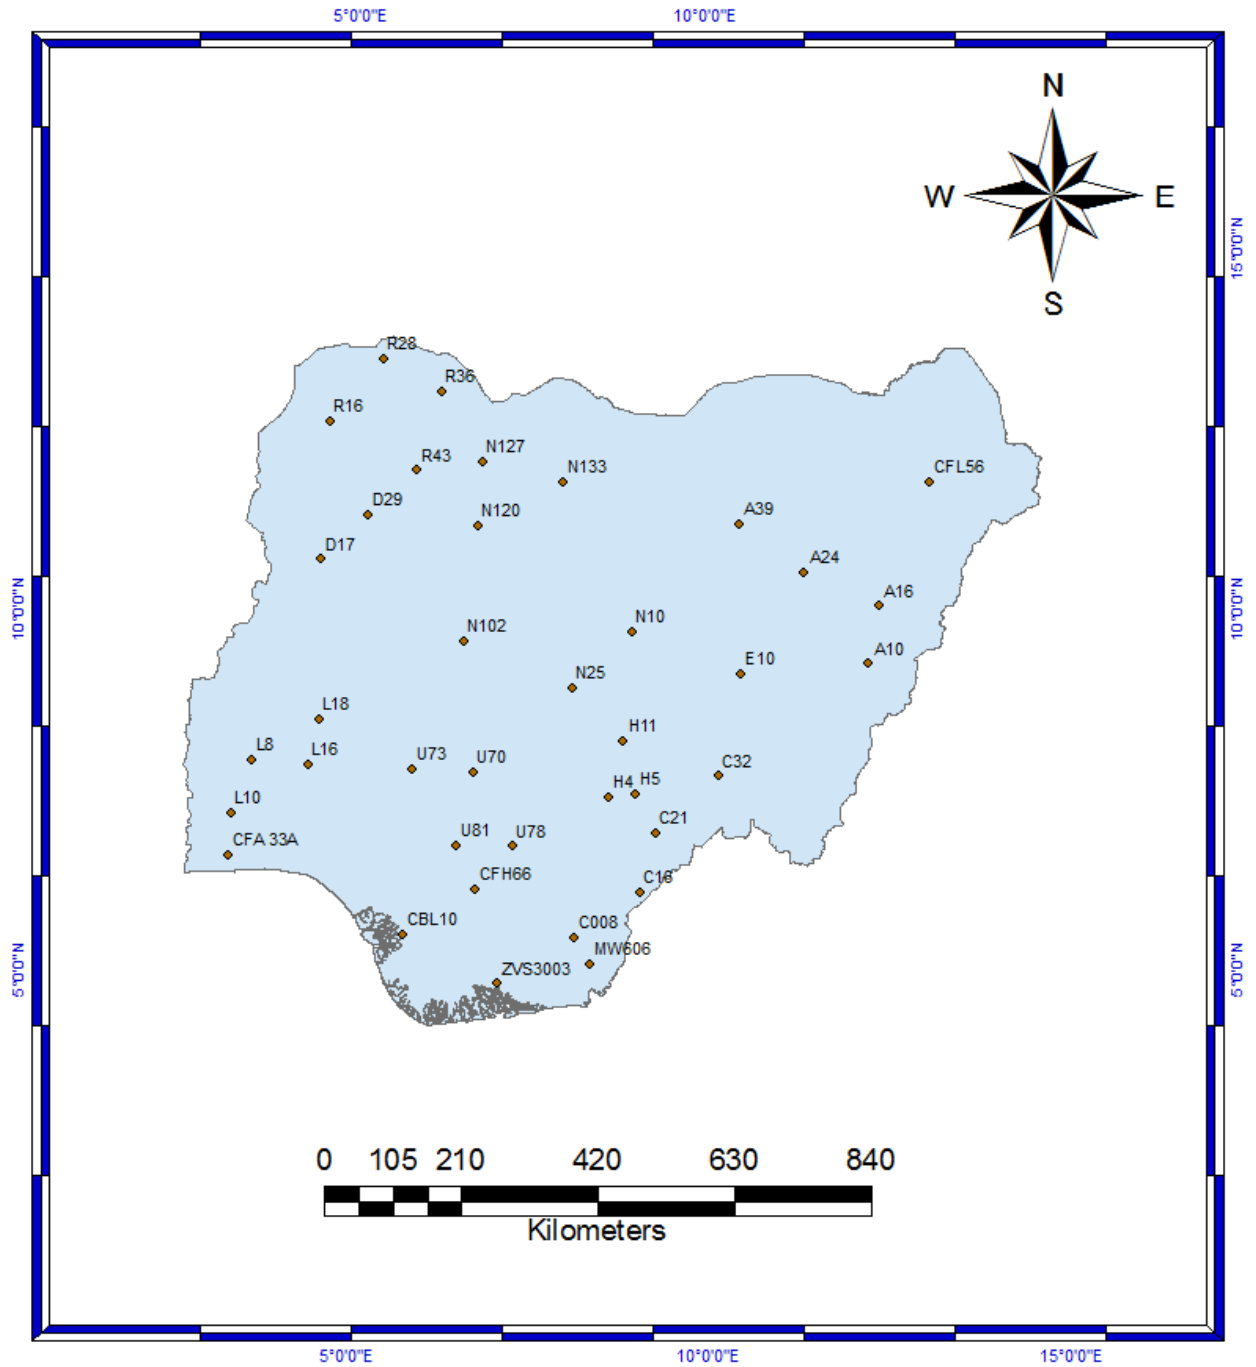 5°0'0"E 10°0'0"E
N
W E
S
15°0'0"N
R28
R36
R16
N127
R43
N133
CFL56
D29
N120
A39
D17
A24
A16
10°0'0"N
10°0'0"N
N10
N102
A10
E10
N25
L18
H11
L8
L16
U73
U70
C32
H4
H5
L10
C21
CFA 33A
U81
U78
CFH66
C16
CBL10
C008
MW606
ZVS3003
5°0'0"N
5°0'0"N
0 105 210 420 630 840
Kilometers
5°0'0"E 10°0'0"E 15°0'0"E